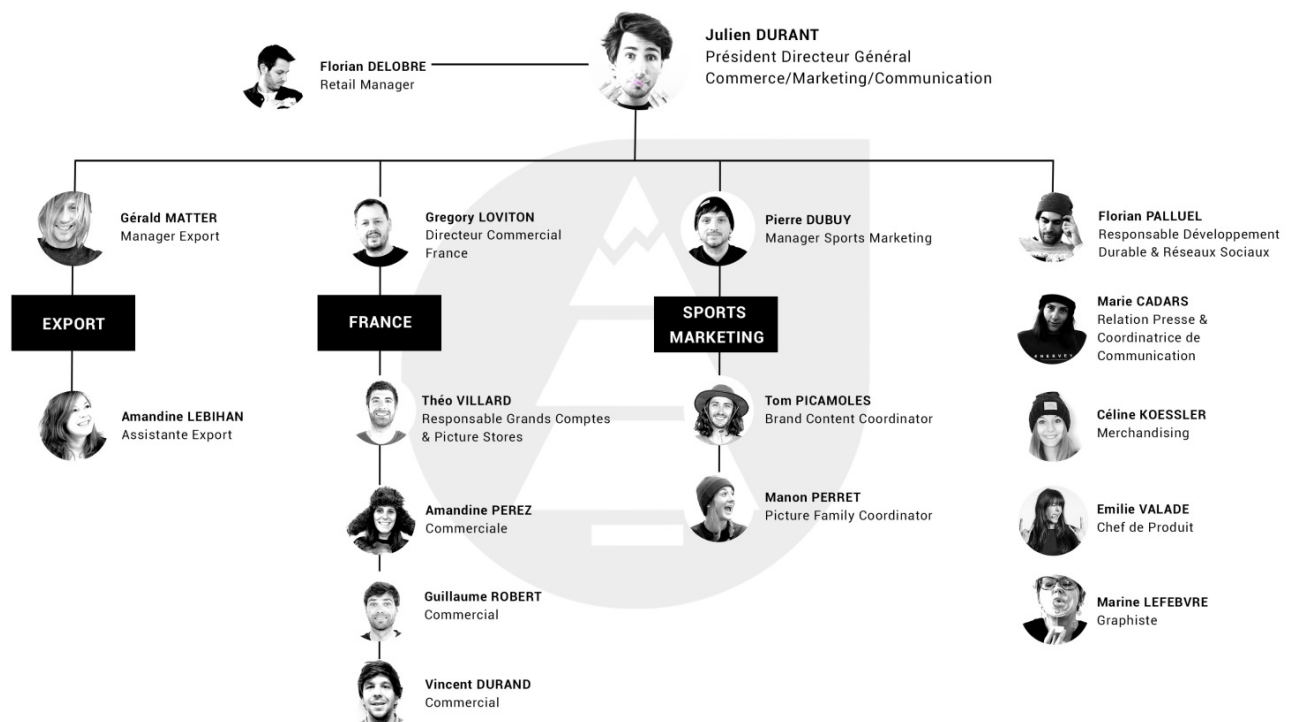 Julien DURANT
Président Directeur Général
Commerce/Marketing/Communication
Florian DELOBRE
Retail Manager
Gérald MATTER
Manager Export
EXPORT
Amandine LEBIHAN
Assistante Export
Gregory LOVITON
Directeur Commercial
France
FRANCE
Théo VILLARD
Responsable Grands Comptes
& Picture Stores
Amandine PEREZ
Commerciale
Guillaume ROBERT
Commercial
Vincent DURAND
Commercial
Pierre DUBUY
Manager Sports Marketing
SPORTS
MARKETING
Tom PICAMOLES
Brand Content Coordinator
Manon PERRET
Picture Family Coordinator
Florian PALLUEL
Responsable Développement
Durable & Réseaux Sociaux
Marie CADARS
Relation Presse &
Coordinatrice de
Communication
Céline KOESSLER
Merchandising
Emilie VALADE
Chef de Produit
Marine LEFEBVRE
Graphiste